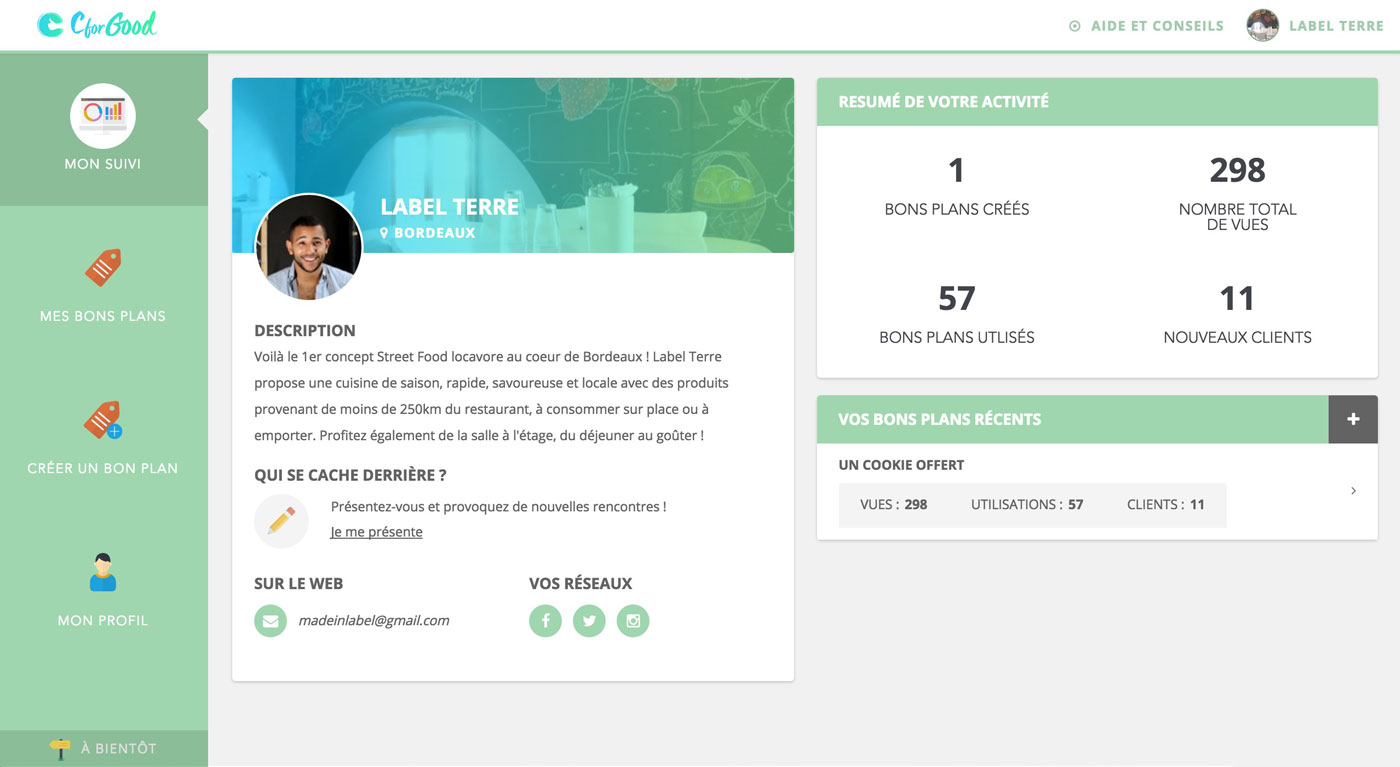 CforGood
AIDE ET CONSEILS
LABEL TERRE
MON SUIVI
MES BONS PLANS
CRÉER UN BON PLAN
MON PROFIL
À BIENTÔT
LABEL TERRE
BORDEAUX
DESCRIPTION
Voilà le 1er concept Street Food locavore au coeur de Bordeaux ! Label Terre
propose une cuisine de saison, rapide, savoureuse et locale avec des produits
provenant de moins de 250km du restaurant, à consommer sur place ou à
emporter. Profitez également de la salle à l'étage, du déjeuner au goûter !
QUI SE CACHE DERRIÈRE ?
Présentez-vous et provoquez de nouvelles rencontres !
Je me présente
SUR LE WEB
madeinlabel@gmail.com
VOS RÉSEAUX
RESUMÉ DE VOTRE ACTIVITÉ
1
BONS PLANS CRÉÉS
298
NOMBRE TOTAL
DE VUES
57
BONS PLANS UTLISÉS
11
NOUVEAUX CLIENTS
VOS BONS PLANS RÉCENTS
UN COOKIE OFFERT
VUES : 298 UTILISATIONS : 57 CLIENTS : 11